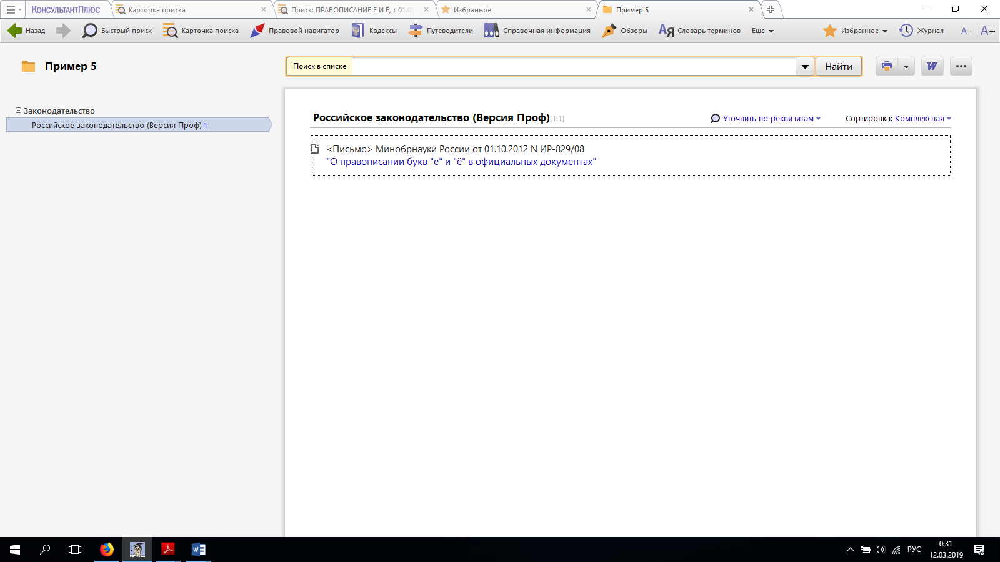 КОНСУЛЬТАНТПЛЮС
Карточка поиска
Поиск: ПРАВОПИСАНИЕ Е И Ё, с 01.0
Избранное
Пример 5
Назад
Быстрый поиск
Карточка поиска
Правовой навигатор
Кодексы
Путеводители
Справочная информация
Обзоры
Словарь терминов
Еще
Избранное
Журнал
А−
А+
Пример 5
Поиск в списке
Найти
Законодательство
Российское законодательство (Версия Проф) 1
Российское законодательство (Версия Проф)[1:1]
Уточнить по реквизитам
Сортировка: Комплексная
<Письмо> Минобрнауки России от 01.10.2012 N ИР-829/08
"О правописании букв "е" и "ё" в официальных документах"
РУС
0:31
12.03.2019